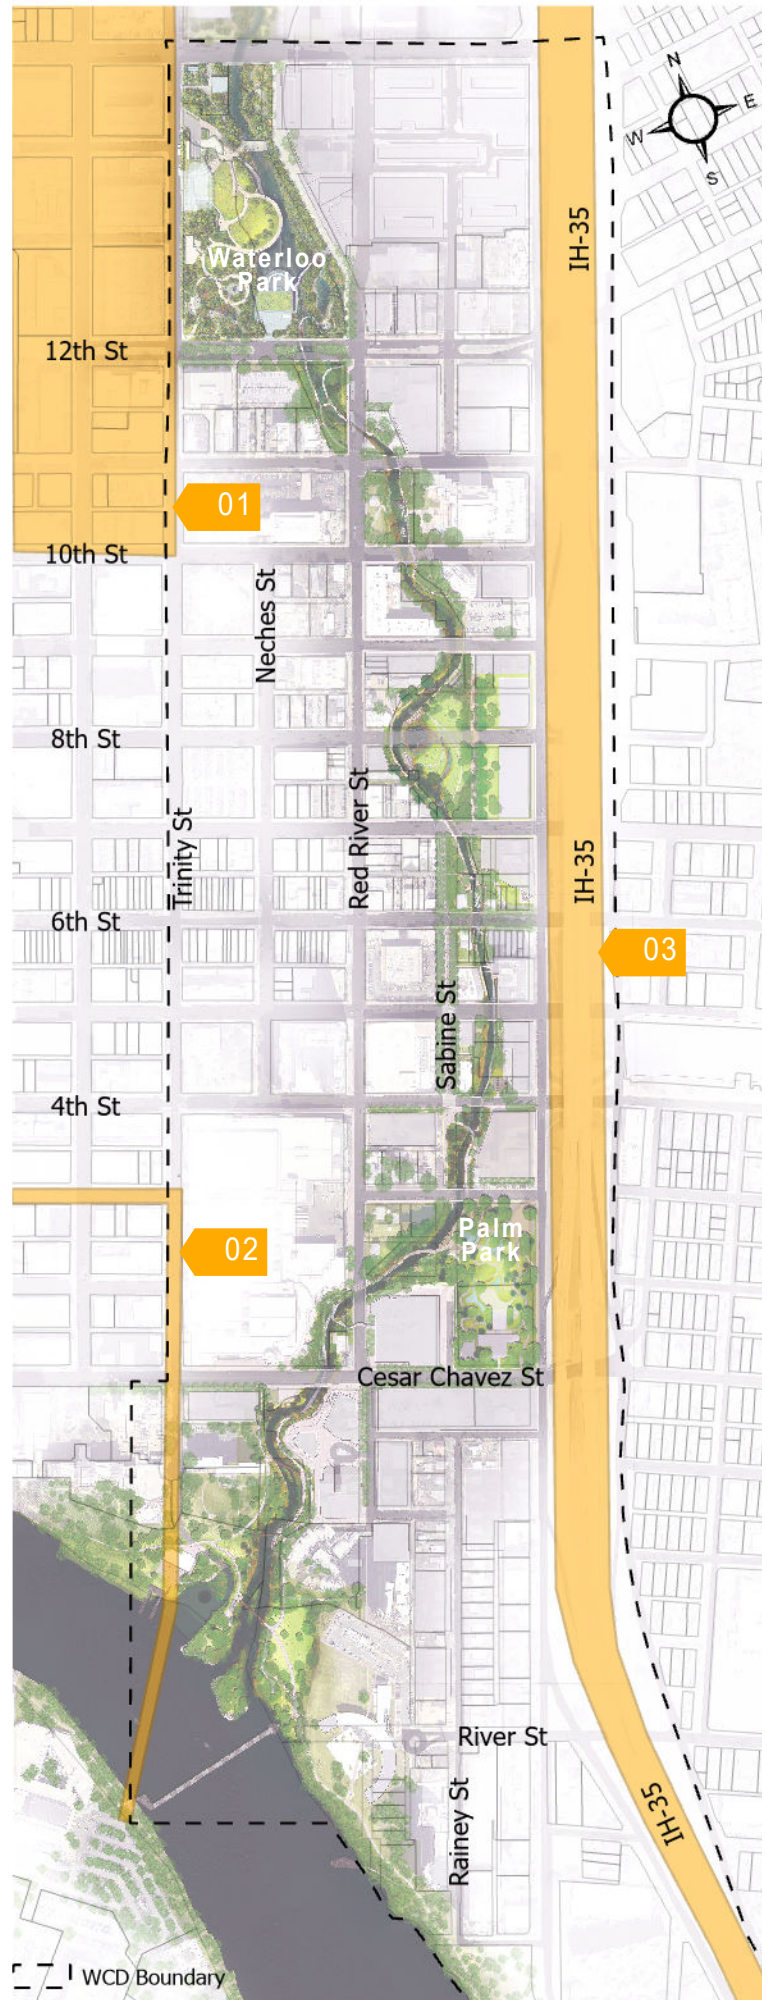 N
E
W
S
IH-35
Waterloo
Park
12th St
01
10th St
Neches St
8th St
Trinity St
Red River St
IH-35
6th St
03
Sabine St
4th St
Palm
Park
02
Cesar Chavez St
River St
Rainey St
IH-35
WCD Boundary